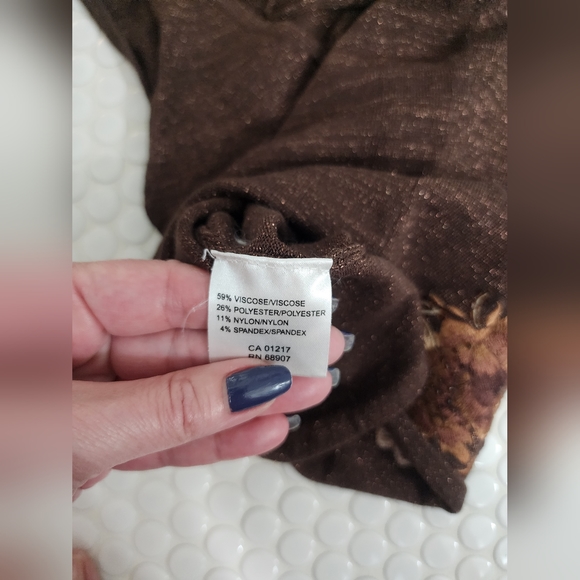 59% VISCOSE/VISCOSE
26% POLYESTER/POLYESTER
11% NYLON/NYLON
4% SPANDEX/SPANDEX
CA 01217
RN 68907